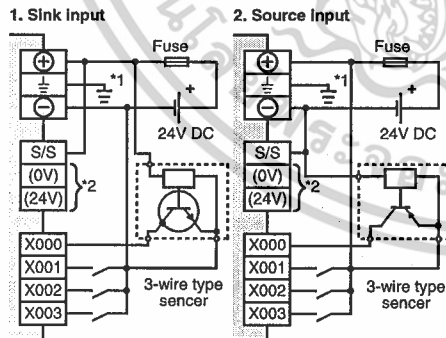 1. Sink input
Fuse
*1
+
24V DC
S/S
(0V)
(24V)
*2
X000
X001
X002
X003
3-wire type
sencer
2. Source input
Fuse
*1
+
24V DC
S/S
(0V)
(24V)
*2
X000
X001
X002
X003
3-wire type
sencer